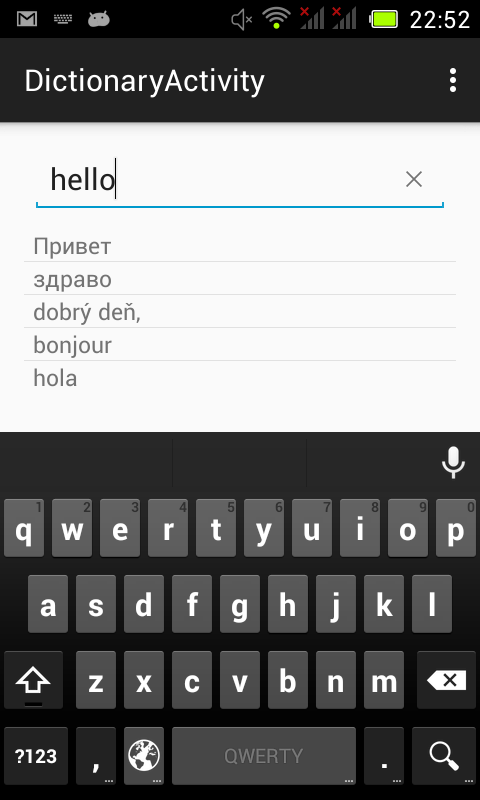 22:52
DictionaryActivity
hello
Привет
здраво
dobrý deň,
bonjour
hola
1 2 3 4 5 6 7 8 9 0
q w e r t y u i o p
a s d f g h j k l
z x c v b n m
?123 , QWERTY .